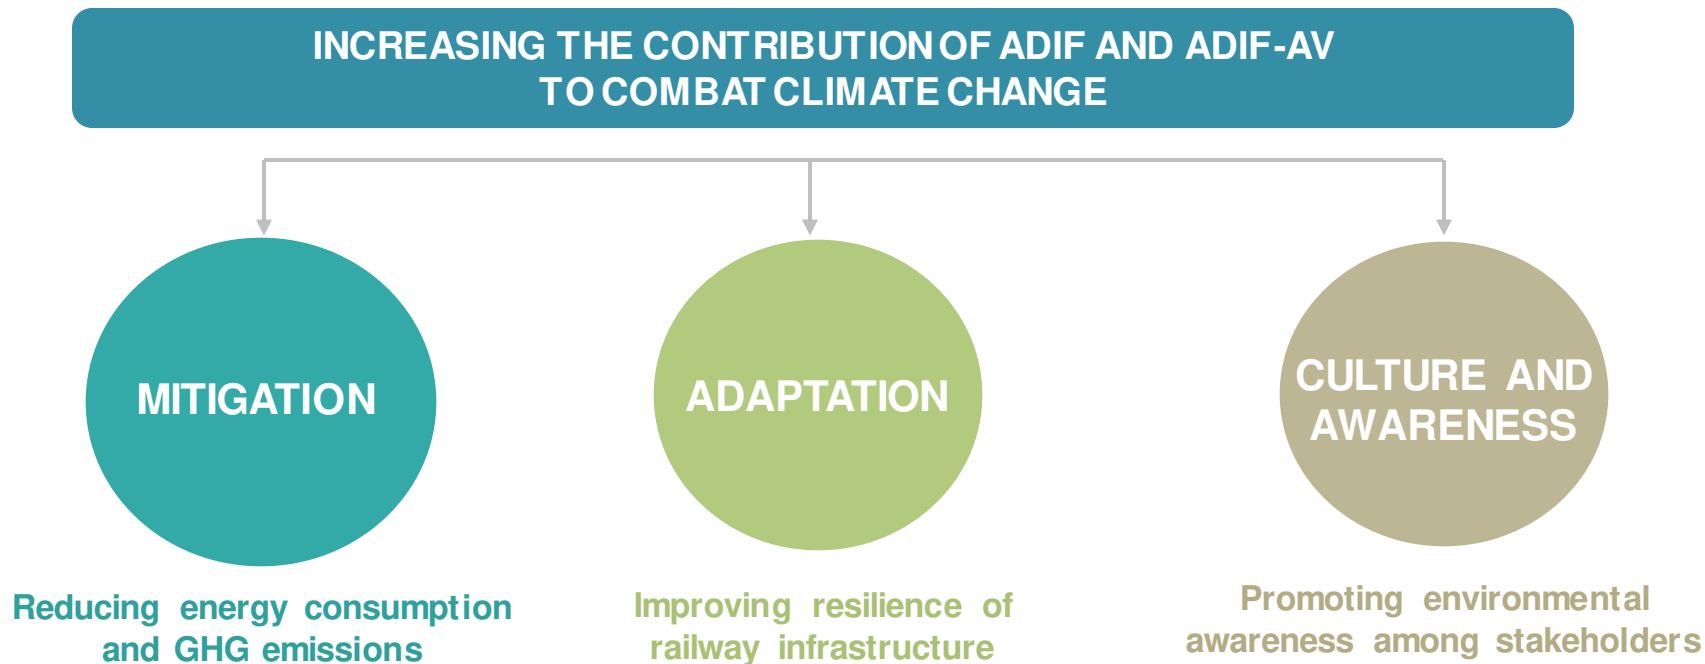 INCREASING THE CONTRIBUTION OF ADIF AND ADIF-AV
TO COMBAT CLIMATE CHANGE
MITIGATION
ADAPTATION
CULTURE AND
AWARENESS
Reducing energy consumption
and GHG emissions
Improving resilience of
railway infrastructure
Promoting environmental
awareness among stakeholders